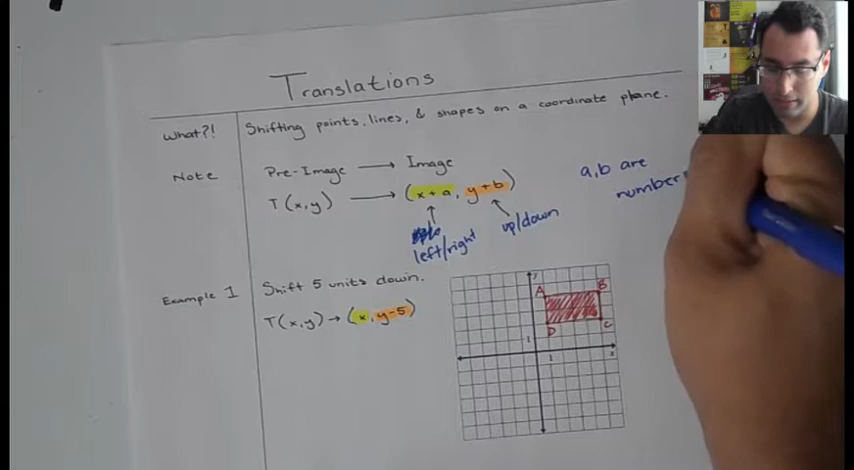 Translations
What?!
Shifting points, lines, & shapes on a coordinate plane.
Note
Pre-Image → Image
T(x,y) → (x+a, y+b)
a,b are
numbers
left/right
up/down
Example 1
Shift 5 units down.
T(x,y) → (x, y-5)
y
A
B
D
C
1
1
x